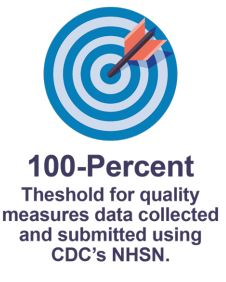 100-Percent
Theshold for quality
measures data collected
and submitted using
CDC's NHSN.